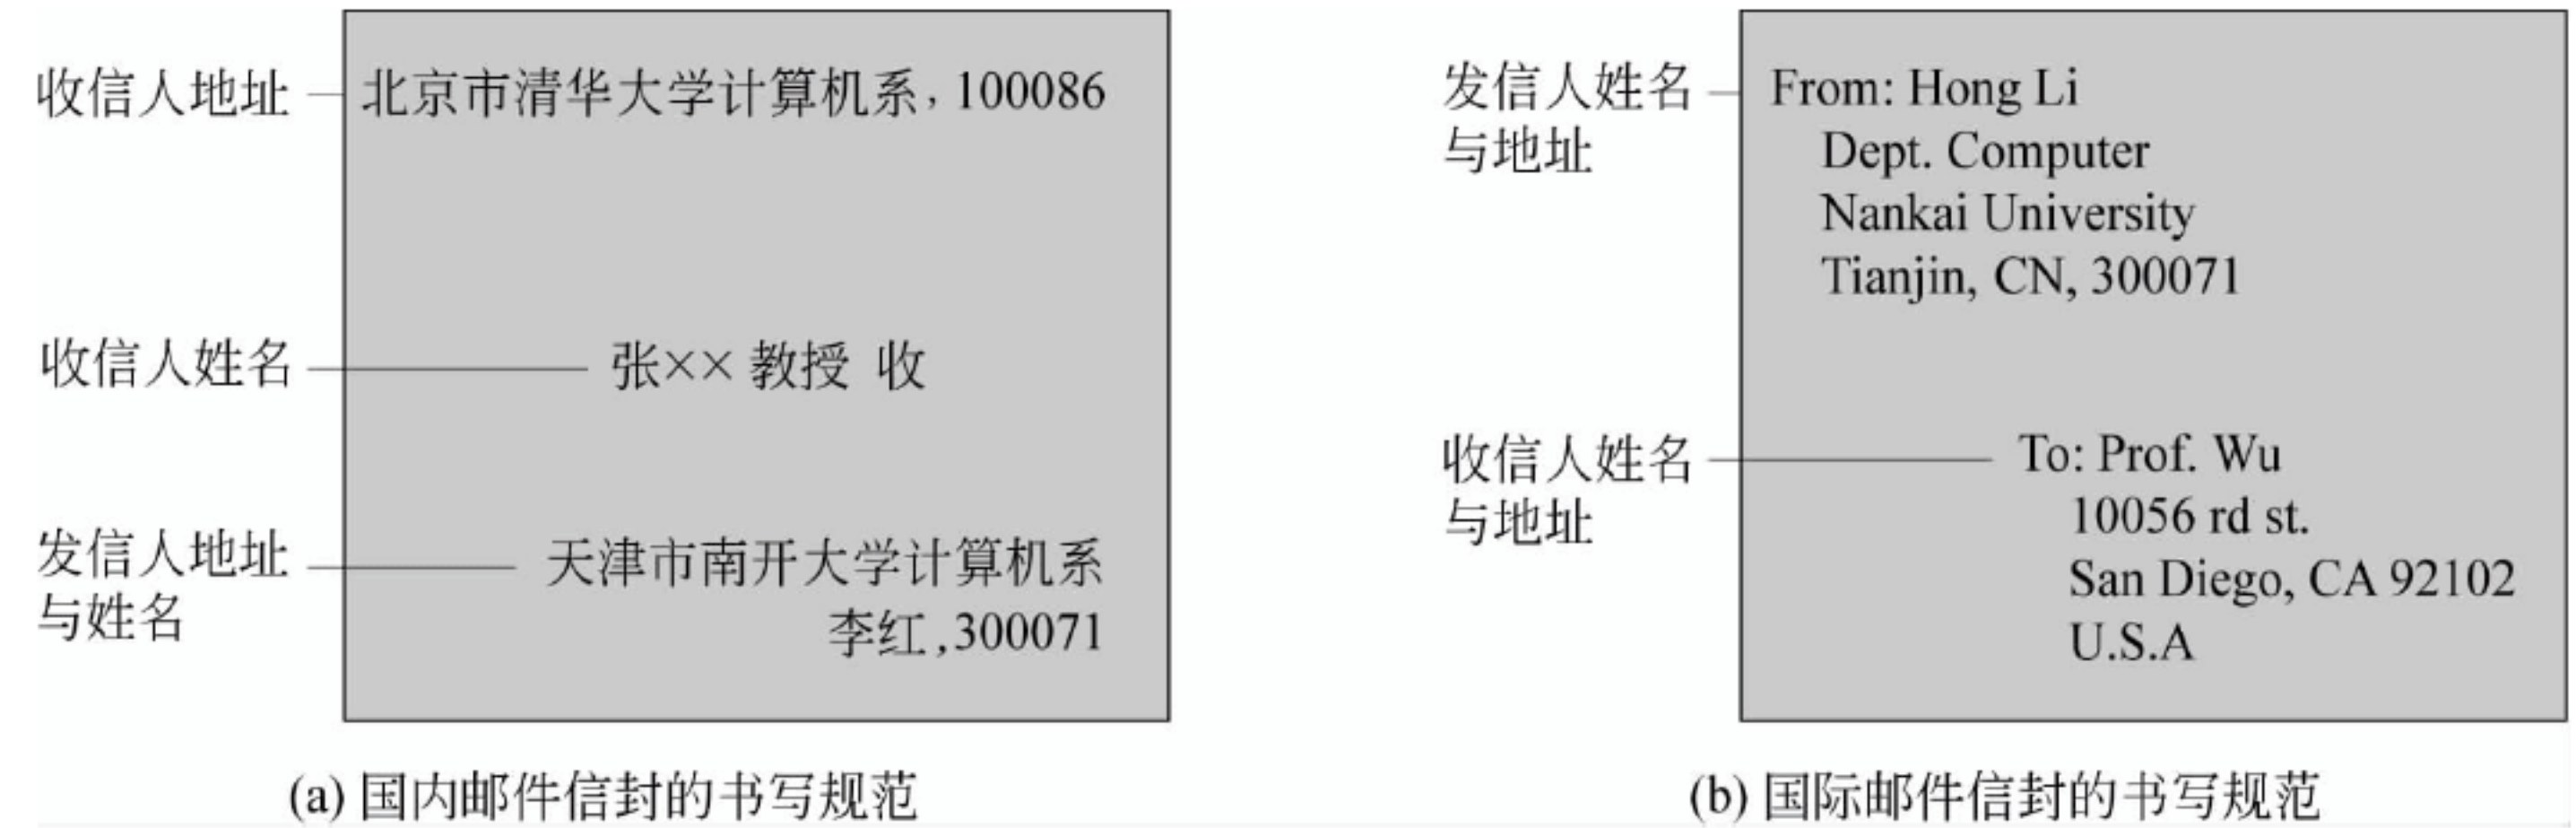 收信人地址
北京市清华大学计算机系, 100086
收信人姓名
张×× 教授 收
发信人地址
与姓名
天津市南开大学计算机系
李红,300071
(a) 国内邮件信封的书写规范
发信人姓名
与地址
From: Hong Li
Dept. Computer
Nankai University
Tianjin, CN, 300071
收信人姓名
与地址
To: Prof. Wu
10056 rd st.
San Diego, CA 92102
U.S.A
(b) 国际邮件信封的书写规范